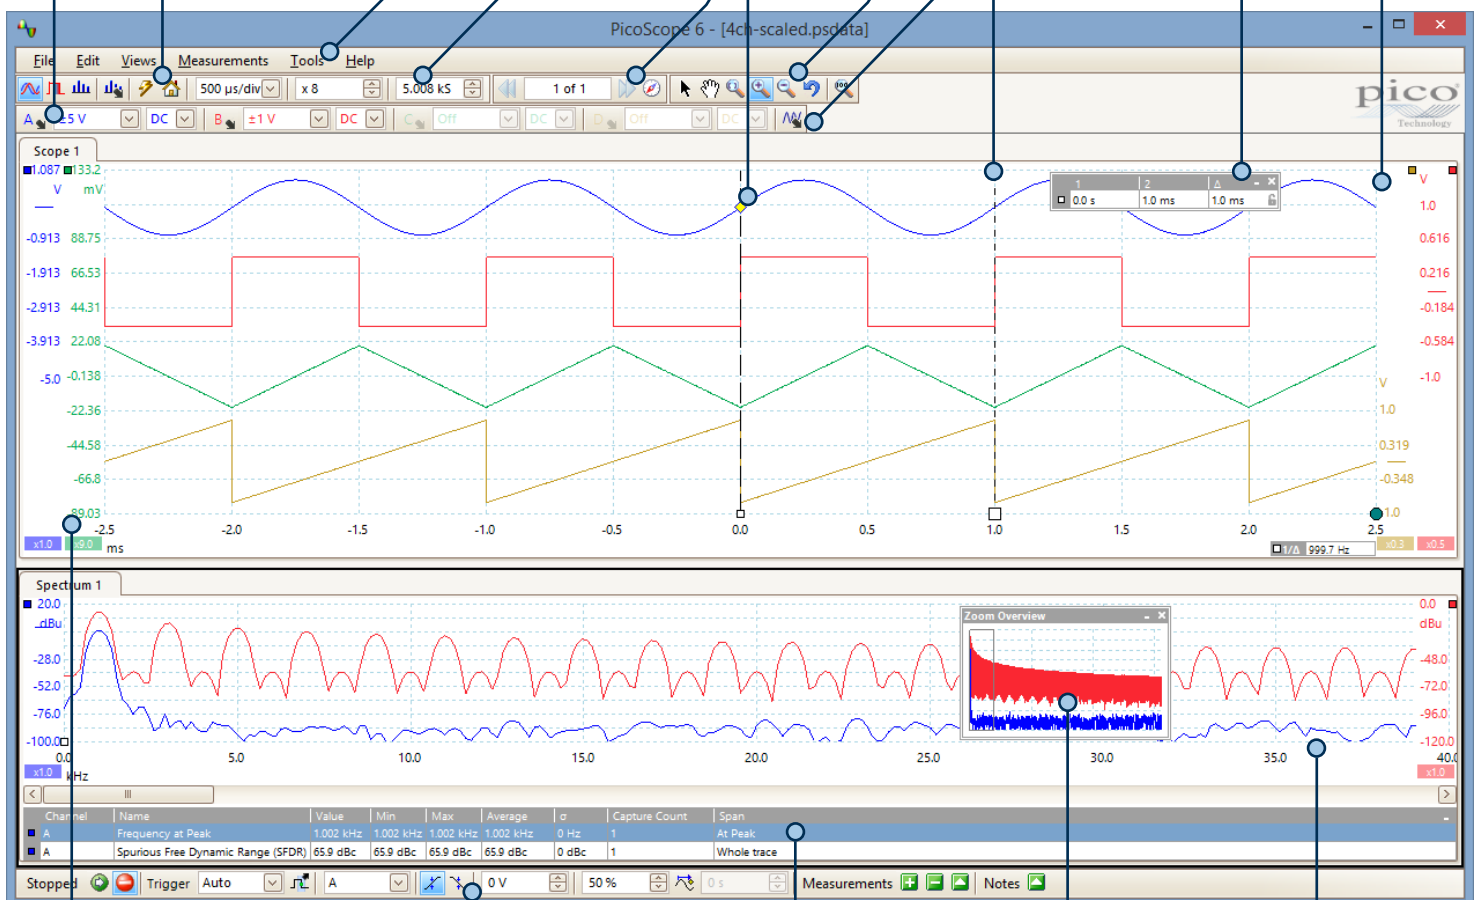 PicoScope 6 - [4ch-scaled.psdata]
File Edit Views Measurements Tools Help
500 µs/div x 8 5.008 kS 1 of 1
pico
Technology
A ±5 V DC B ±1 V DC C Off DC D Off DC
Scope 1
1.087 133.2 V
V mV
1.0
-0.913 88.75 0.616
-1.913 66.53 0.216
-2.913 44.31 -0.184
-3.913 22.08 -0.584
-5.0 -0.138 -1.0
V
-22.36 1.0
-44.58 0.319
-66.8 -0.348
-89.03 -1.0
1 2 Δ
0.0 s 1.0 ms 1.0 ms
-2.5 -2.0 -1.5 -1.0 -0.5 0.0 0.5 1.0 1.5 2.0 2.5
x1.0 x9.0 ms 1/Δ 999.7 Hz x0.3 x0.5
Spectrum 1
20.0 0.0
dBu dBu
-28.0 -48.0
-52.0 -72.0
-76.0 -96.0
-100.0 -120.0
Zoom Overview
0.0 5.0 10.0 15.0 20.0 25.0 30.0 35.0 40.0
x1.0 kHz x1.0
Channel Name Value Min Max Average σ Capture Count Span
A Frequency at Peak 1.002 kHz 1.002 kHz 1.002 kHz 1.002 kHz 0 Hz 1 At Peak
A Spurious Free Dynamic Range (SFDR) 65.9 dBc 65.9 dBc 65.9 dBc 65.9 dBc 0 dBc 1 Whole trace
Stopped Trigger Auto A 0 V 50 % 0 s Measurements Notes